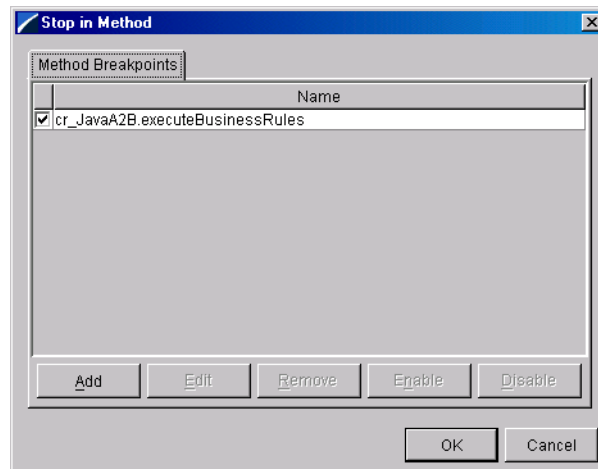 Stop in Method
Method Breakpoints
Name
cr_JavaA2B.executeBusinessRules
Add Edit Remove Enable Disable
OK Cancel